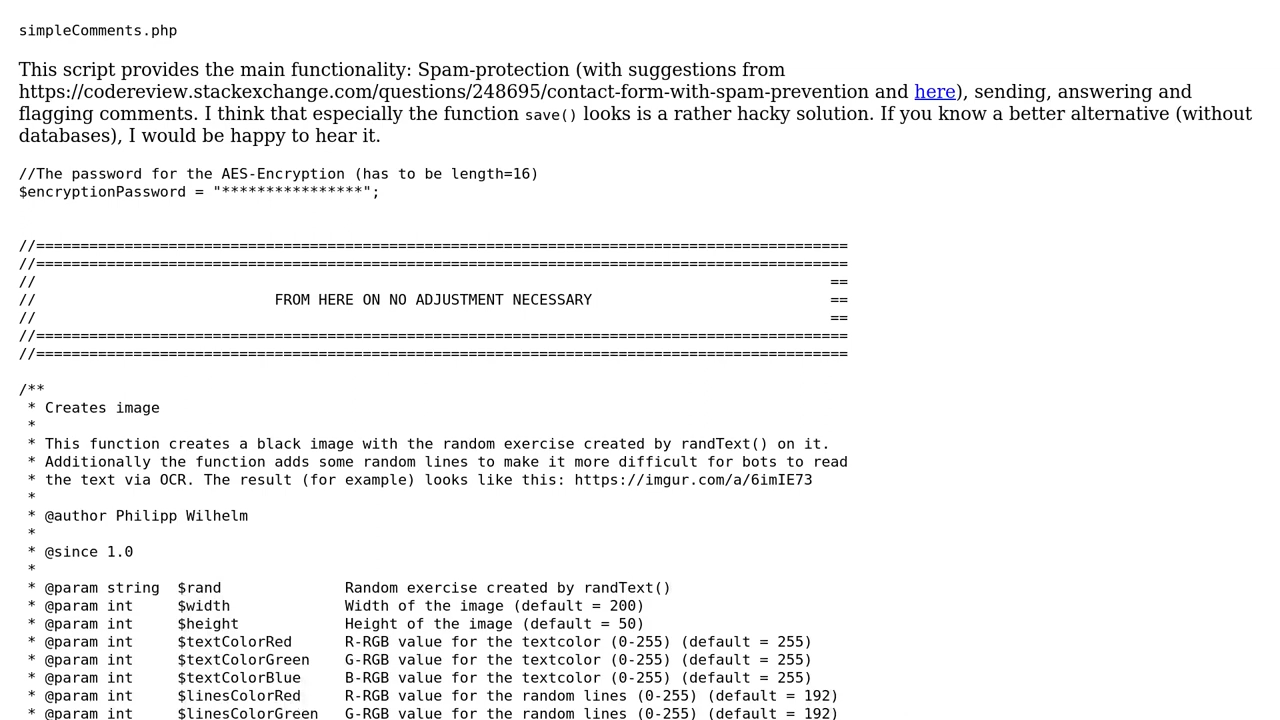 simpleComments.php
This script provides the main functionality: Spam-protection (with suggestions from
https://codereview.stackexchange.com/questions/248695/contact-form-with-spam-prevention and here), sending, answering and
flagging comments. I think that especially the function save() looks is a rather hacky solution. If you know a better alternative (without
databases), I would be happy to hear it.
//The password for the AES-Encryption (has to be length=16)
$encryptionPassword = "****************";
//============================================================================================
//============================================================================================
//                                                                                          ==
//                           FROM HERE ON NO ADJUSTMENT NECESSARY                           ==
//                                                                                          ==
//============================================================================================
//============================================================================================
/**
 * Creates image
 *
 * This function creates a black image with the random exercise created by randText() on it.
 * Additionally the function adds some random lines to make it more difficult for bots to read
 * the text via OCR. The result (for example) looks like this: https://imgur.com/a/6imIE73
 *
 * @author Philipp Wilhelm
 *
 * @since 1.0
 *
 * @param string  $rand              Random exercise created by randText()
 * @param int     $width             Width of the image (default = 200)
 * @param int     $height            Height of the image (default = 50)
 * @param int     $textColorRed      R-RGB value for the textcolor (0-255) (default = 255)
 * @param int     $textColorGreen    G-RGB value for the textcolor (0-255) (default = 255)
 * @param int     $textColorBlue     B-RGB value for the textcolor (0-255) (default = 255)
 * @param int     $linesColorRed     R-RGB value for the random lines (0-255) (default = 192)
 * @param int     $linesColorGreen   G-RGB value for the random lines (0-255) (default = 192)